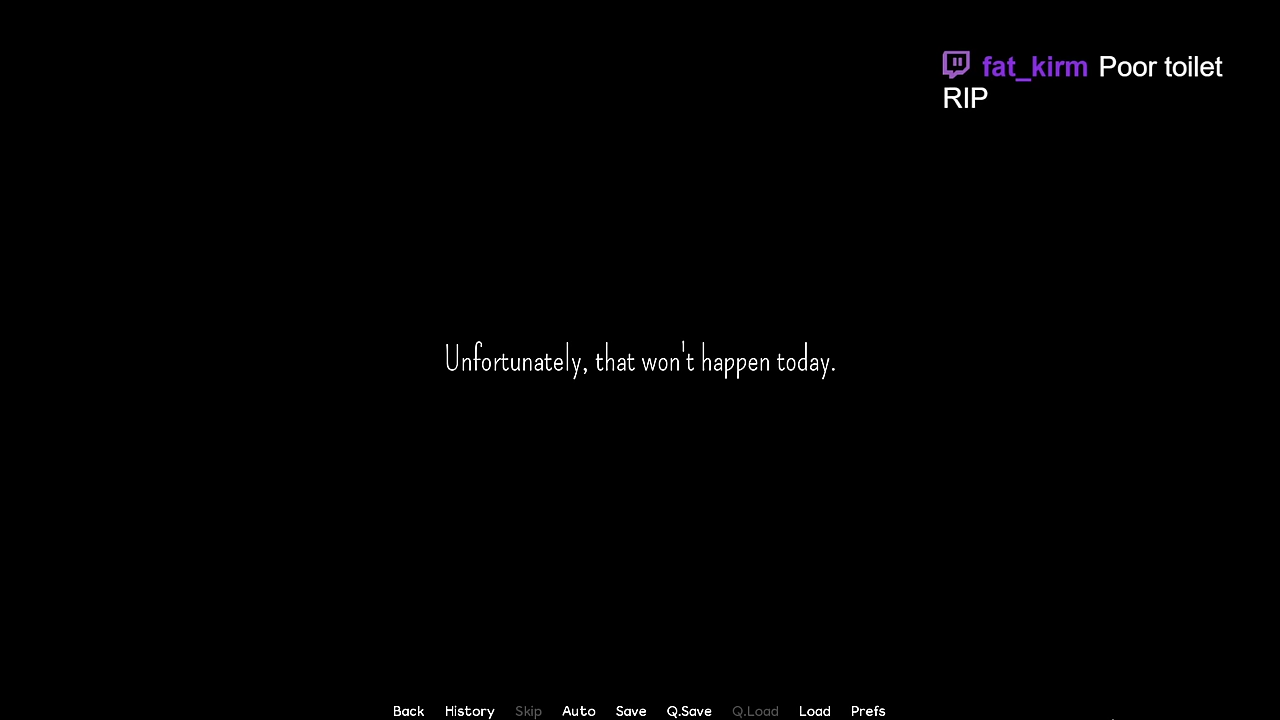 fat_kirm Poor toilet
RIP
Unfortunately, that won't happen today.
Back History Skip Auto Save Q.Save Q.Load Load Prefs